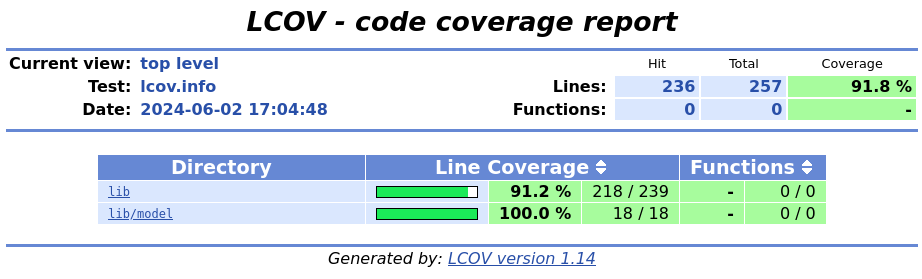 LCOV - code coverage report
Current view: top level Hit Total Coverage
Test: lcov.info Lines: 236 257 91.8 %
Date: 2024-06-02 17:04:48 Functions: 0 0 -
Directory Line Coverage Functions
lib 91.2 % 218 / 239 - 0 / 0
lib/model 100.0 % 18 / 18 - 0 / 0
Generated by: LCOV version 1.14